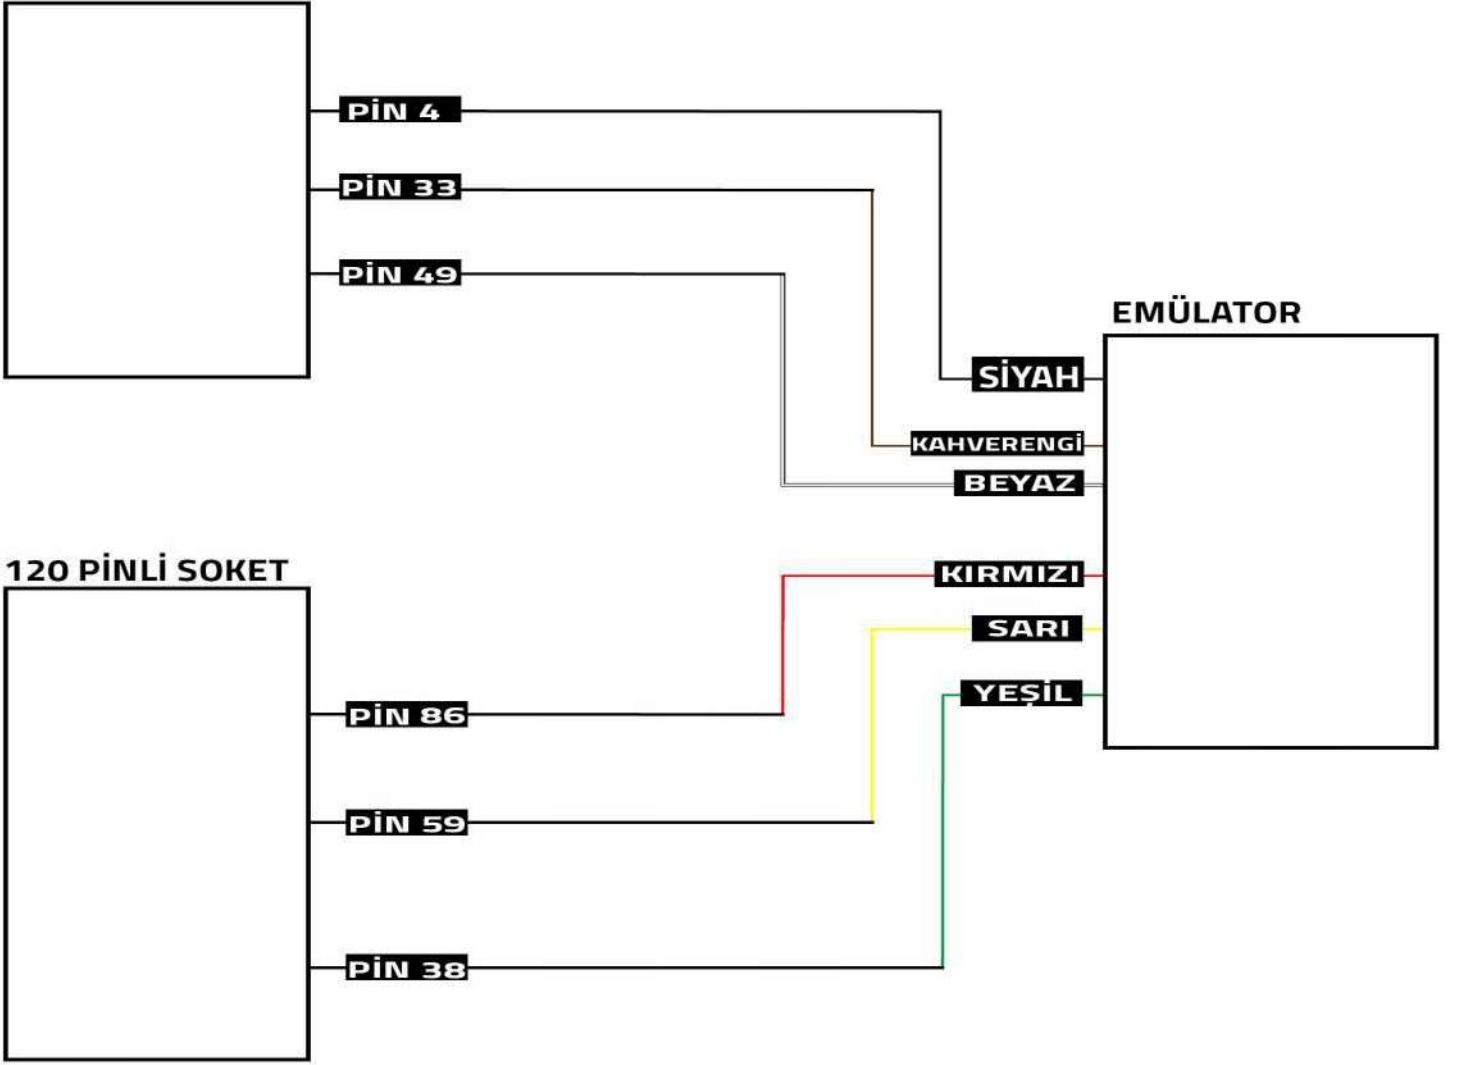 PİN 4
PİN 33
PİN 49
EMÜLATOR
SİYAH
KAHVERENGİ
BEYAZ
120 PİNLİ SOKET
KIRMIZI
SARI
YEŞİL
PİN 86
PİN 59
PİN 38